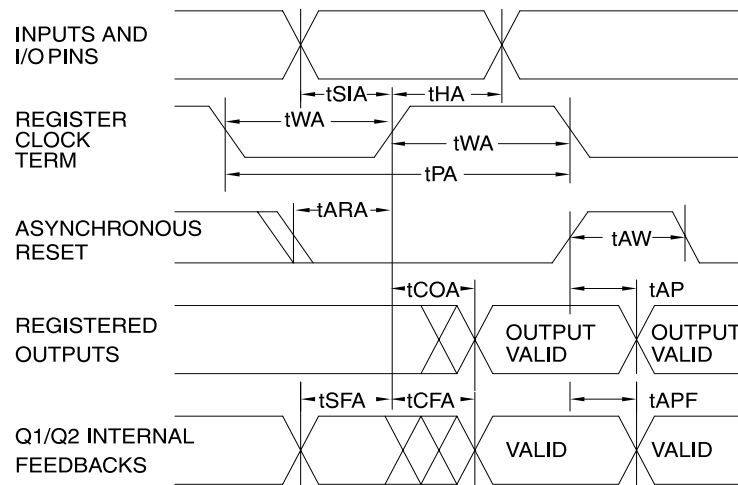 INPUTS AND
I/O PINS
tSIA
tHA
REGISTER
CLOCK
TERM
tWA
tWA
tPA
ASYNCHRONOUS
RESET
tARA
tAW
tCOA
tAP
REGISTERED
OUTPUTS
OUTPUT
VALID
OUTPUT
VALID
tSFA
tCFA
tAPF
Q1/Q2 INTERNAL
FEEDBACKS
VALID
VALID